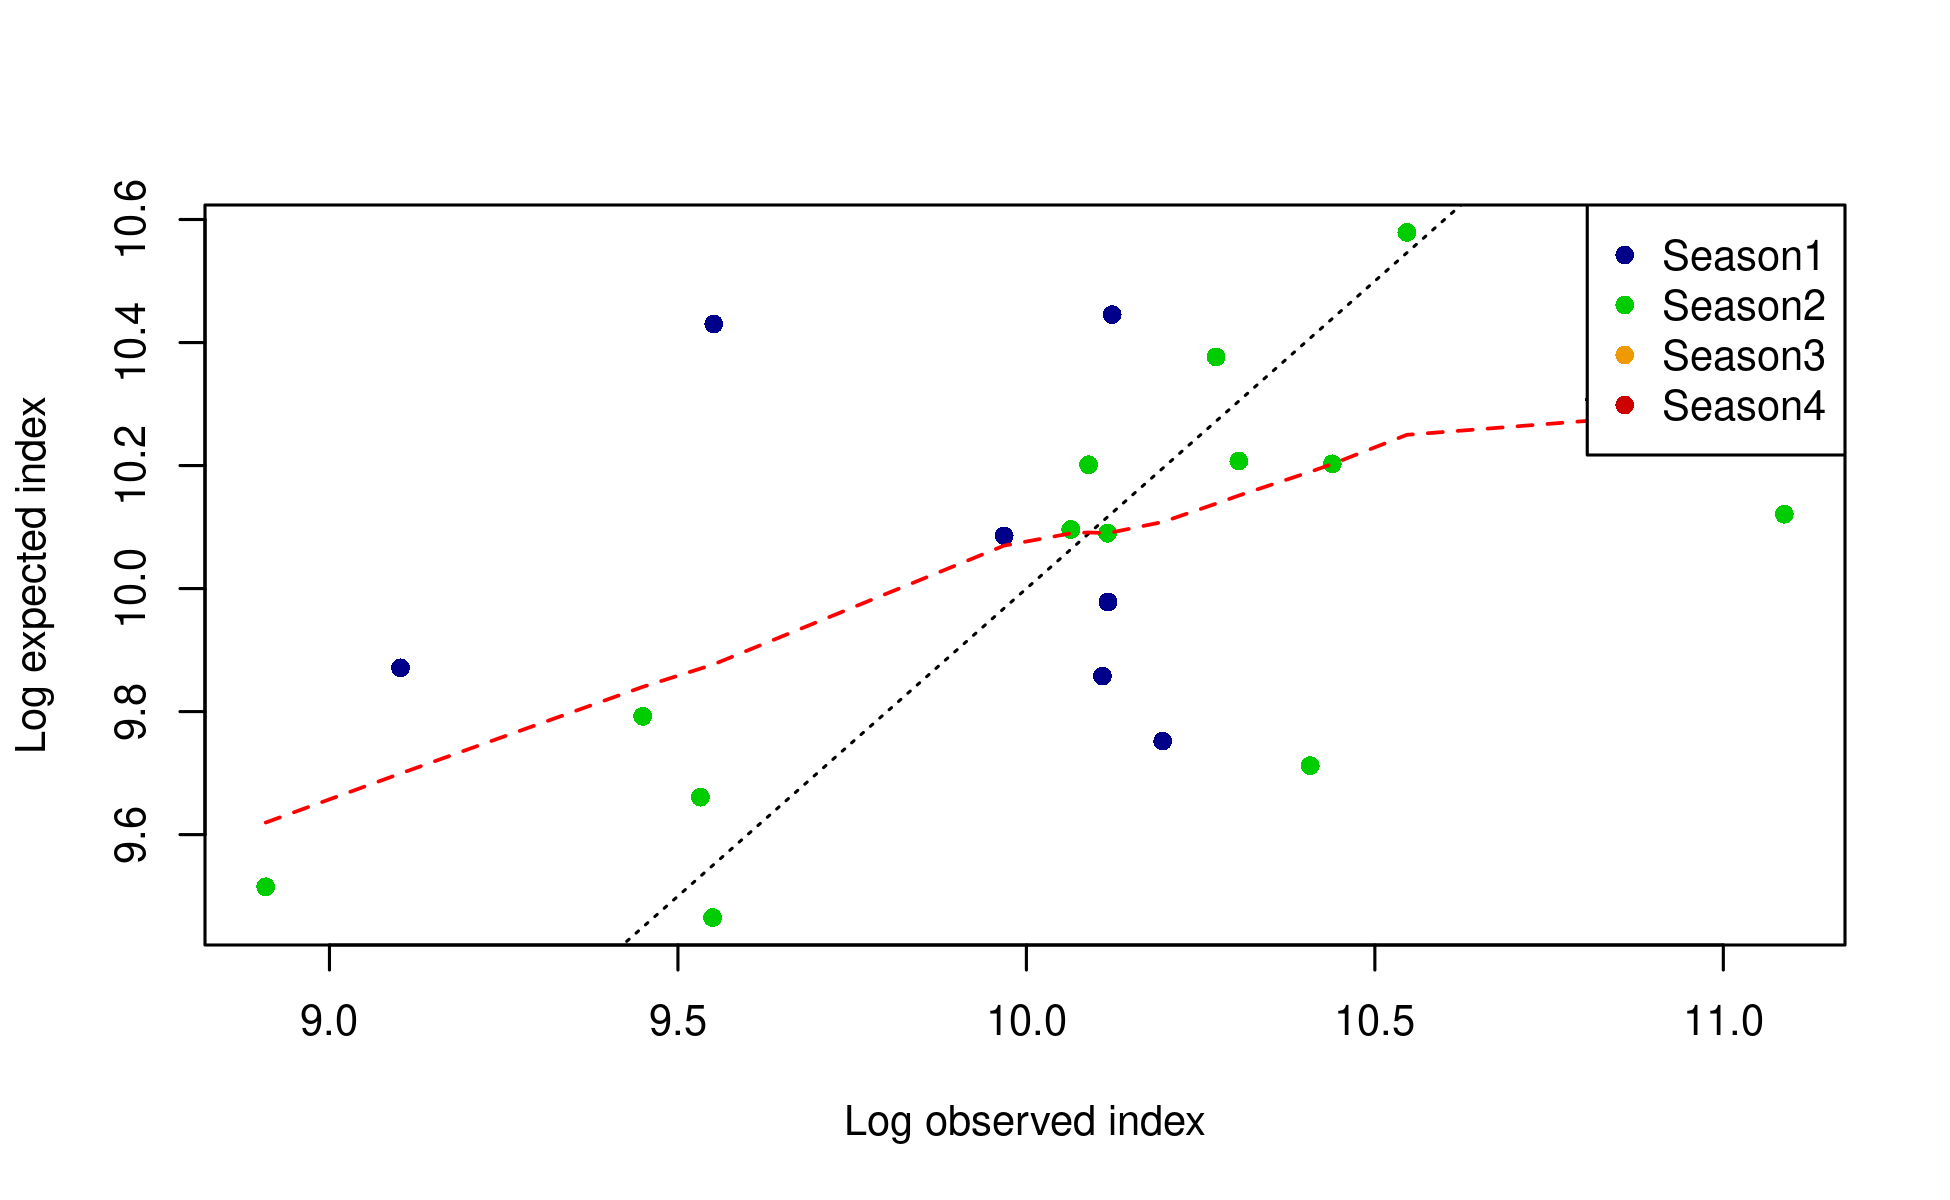 Log expected index
10.6
10.4
10.2
10.0
9.8
9.6
Season1
Season2
Season3
Season4
9.0 9.5 10.0 10.5 11.0
Log observed index